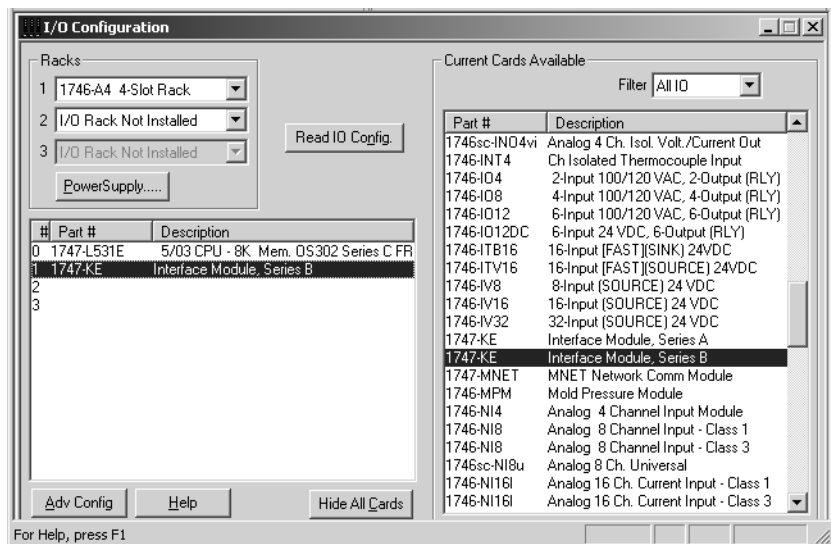 I/O Configuration
Racks
1 1746-A4 4-Slot Rack
2 I/O Rack Not Installed
3 I/O Rack Not Installed
PowerSupply.....
Read IO Config.
# Part # Description
0 1747-L531E 5/03 CPU - 8K Mem. OS302 Series C FR
1 1747-KE Interface Module, Series B
2
3
Adv Config Help Hide All Cards
Current Cards Available
Filter All IO
Part # Description
1746sc-INO4vi Analog 4 Ch. Isol. Volt./Current Out
1746-INT4 Ch Isolated Thermocouple Input
1746-IO4 2-Input 100/120 VAC, 2-Output (RLY)
1746-IO8 4-Input 100/120 VAC, 4-Output (RLY)
1746-IO12 6-Input 100/120 VAC, 6-Output (RLY)
1746-IO12DC 6-Input 24 VDC, 6-Output (RLY)
1746-ITB16 16-Input [FAST](SINK) 24VDC
1746-ITV16 16-Input [FAST](SOURCE) 24VDC
1746-IV8 8-Input (SOURCE) 24 VDC
1746-IV16 16-Input (SOURCE) 24 VDC
1746-IV32 32-Input (SOURCE) 24 VDC
1747-KE Interface Module, Series A
1747-KE Interface Module, Series B
1747-MNET MNET Network Comm Module
1746-MPM Mold Pressure Module
1746-NI4 Analog 4 Channel Input Module
1746-NI8 Analog 8 Channel Input - Class 1
1746-NI8 Analog 8 Channel Input - Class 3
1746sc-NI8u Analog 8 Ch. Universal
1746-NI16I Analog 16 Ch. Current Input - Class 1
1746-NI16I Analog 16 Ch. Current Input - Class 3
For Help, press F1